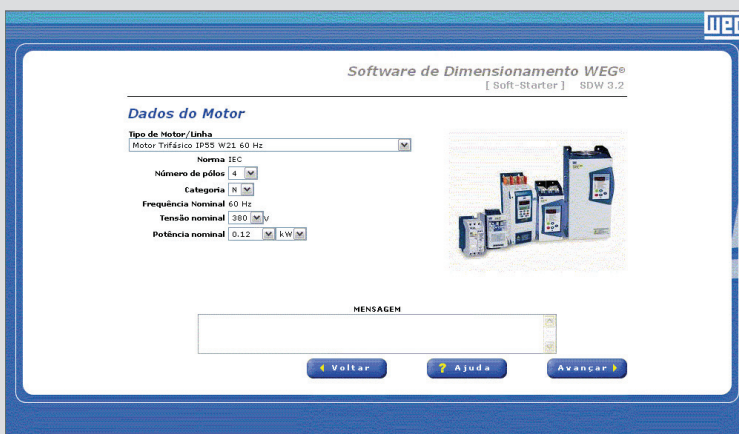 WEG
Software de Dimensionamento WEG®
[ Soft-Starter ] SDW 3.2
Dados do Motor
Tipo de Motor/Linha
Motor Trifásico IP55 W21 60 Hz
Norma IEC
Número de pólos 4
Categoria N
Frequência Nominal 60 Hz
Tensão nominal 380 V
Potência nominal 0.12 kW
MENSAGEM
Voltar
? Ajuda
Avançar